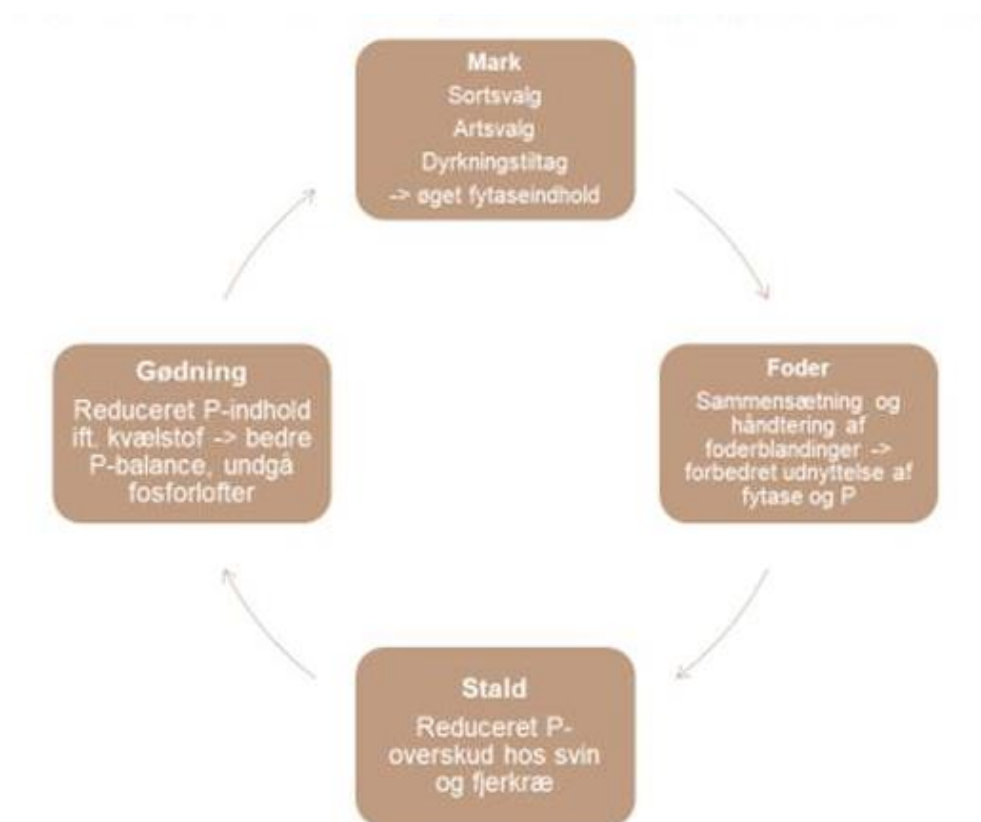 Mark
Sortsvalg
Artsvalg
Dyrkningstiltag
-> øget fytaseindhold
Foder
Sammensætning og
håndtering af
foderblandinger ->
forbedret udnyttelse af
fytase og P
Stald
Reduceret P-
overskud hos svin
og fjerkræ
Gødning
Reduceret P-indhold
ift. kvælstof -> bedre
P-balance, undgå
fosforlofter